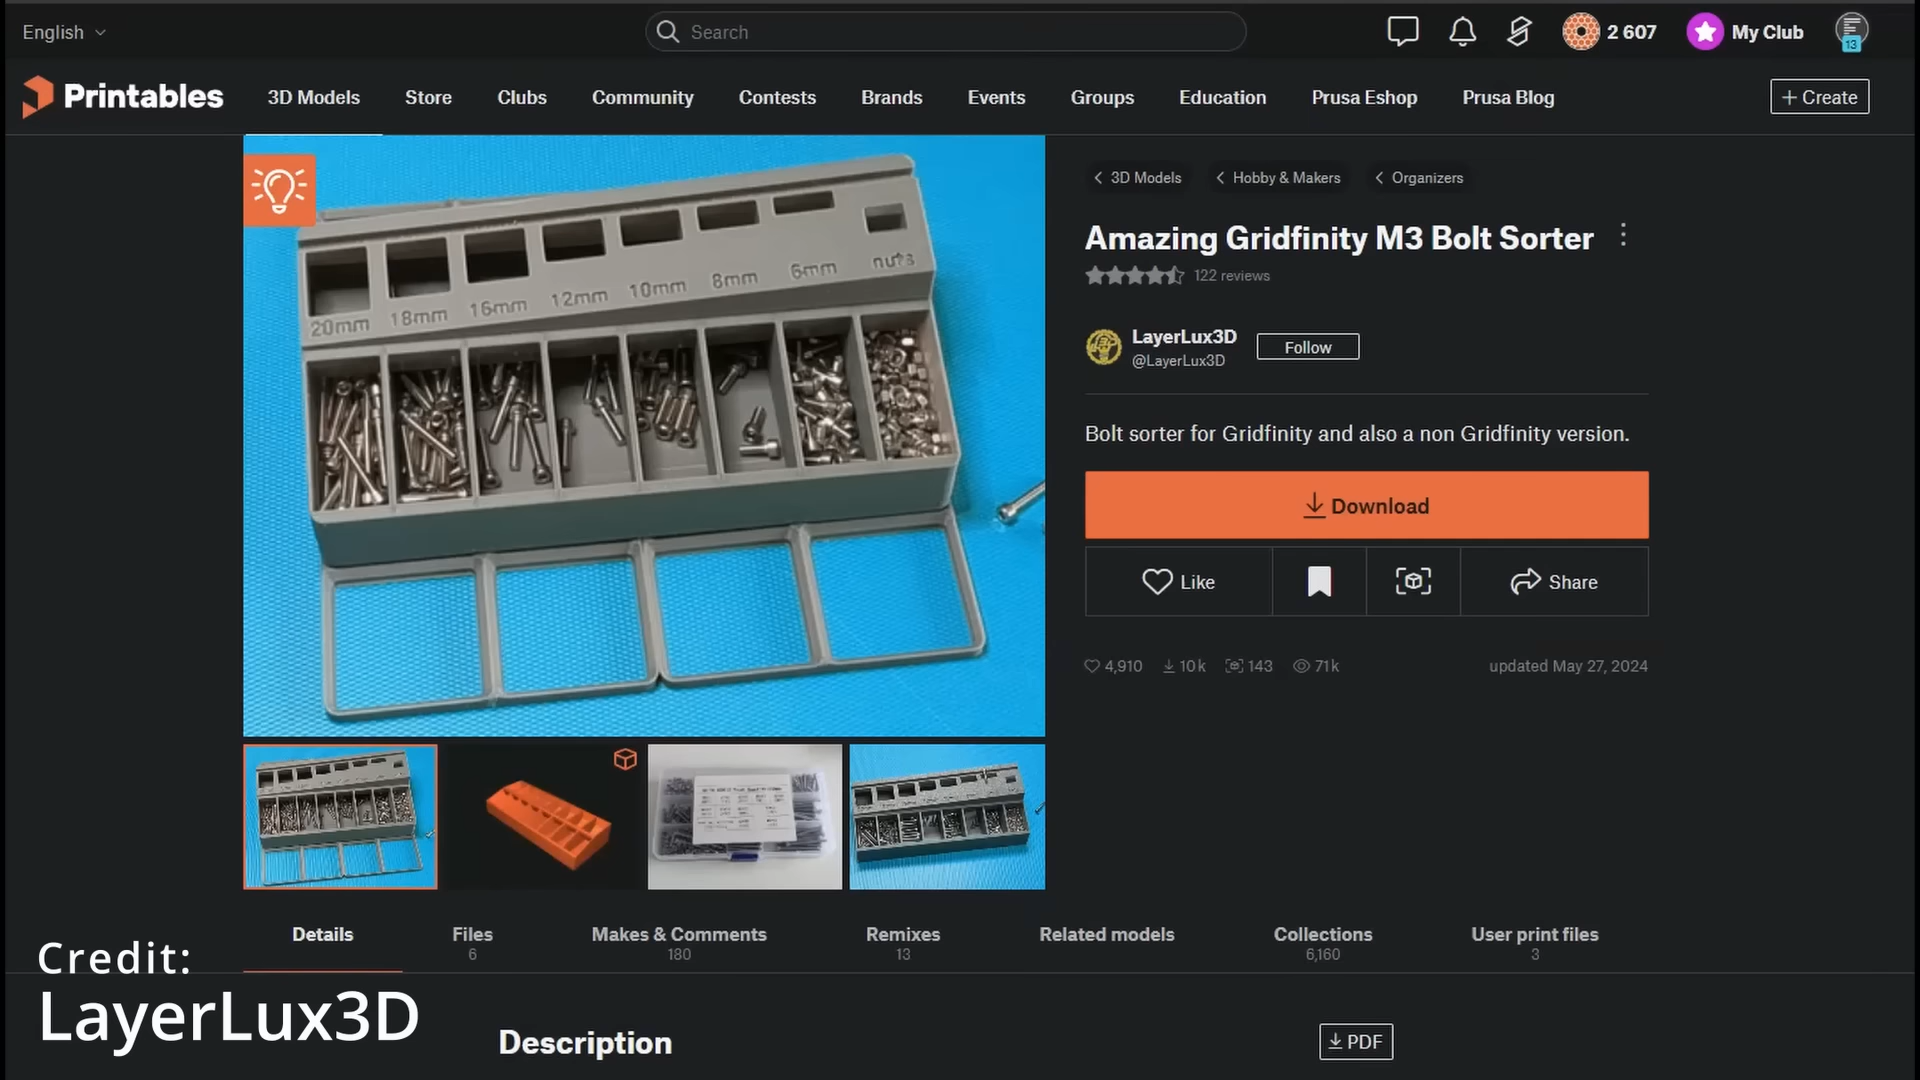 English
Search
2 607
My Club
13
Printables
3D Models
Store
Clubs
Community
Contests
Brands
Events
Groups
Education
Prusa Eshop
Prusa Blog
+ Create
3D Models
Hobby & Makers
Organizers
Amazing Gridfinity M3 Bolt Sorter
122 reviews
LayerLux3D
@LayerLux3D
Follow
Bolt sorter for Gridfinity and also a non Gridfinity version.
Download
Like
Share
4,910
10k
143
71k
updated May 27, 2024
20mm
18mm
16mm
12mm
10mm
8mm
6mm
nuts
Details
Files
6
Makes & Comments
180
Remixes
13
Related models
Collections
6,160
User print files
3
Credit:
LayerLux3D
Description
PDF